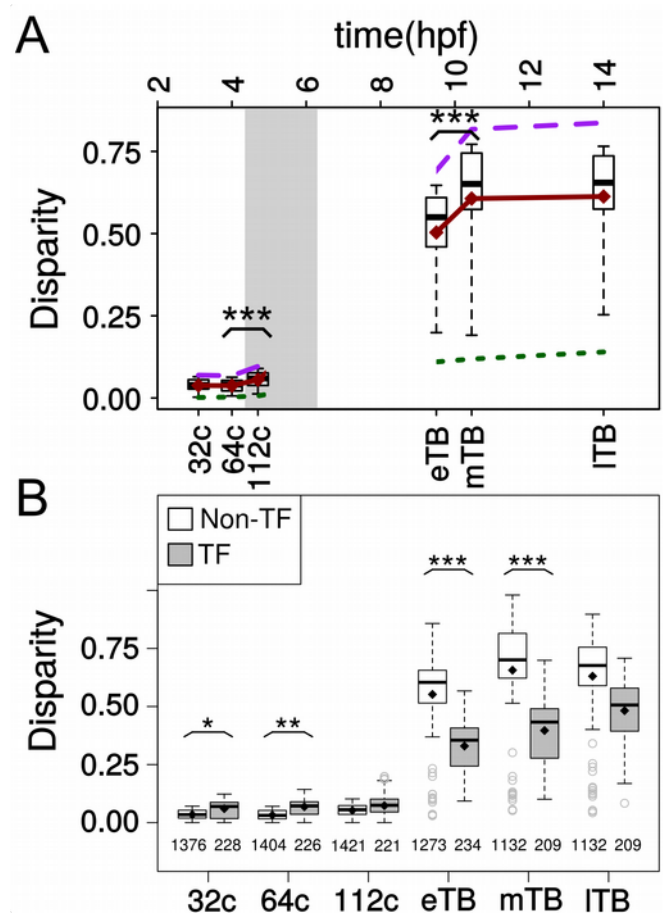 A
time(hpf)
2 4 6 8 10 12 14
***
0.75
0.50
0.25
0.00
Disparity
***
32c 64c 112c eTB mTB lTB
B
Non-TF
TF
*** ***
0.75
0.50
0.25
0.00
Disparity
* **
1376 228 1404 226 1421 221 1273 234 1132 209 1132 209
32c 64c 112c eTB mTB lTB